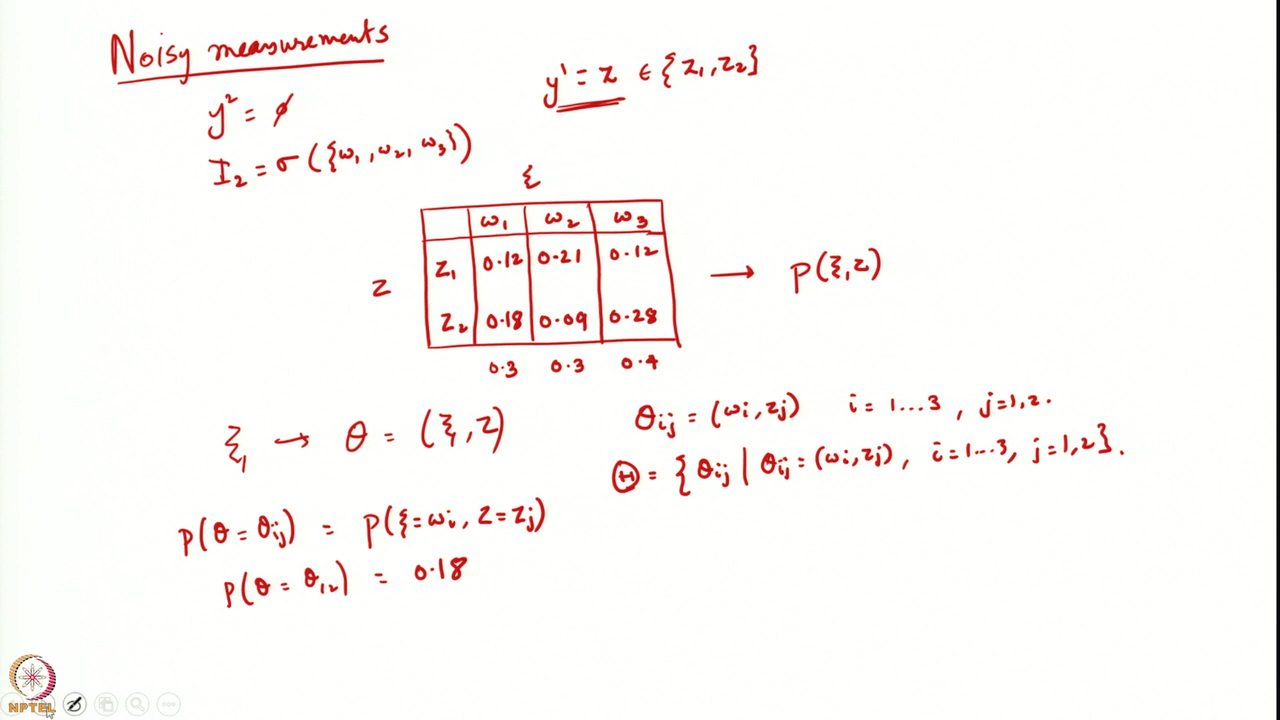 Noisy measurements
y¹ = z ∈ {z₁, z₂}
y² = ϕ
I₂ = σ({ω₁, ω₂, ω₃})
ξ
ω₁ ω₂ ω₃
z
z₁ 0.12 0.21 0.12
z₂ 0.18 0.09 0.28
→ P(ξ, z)
0.3 0.3 0.4
ξ₁ → θ = (ξ, z)
θᵢⱼ = (ωᵢ, zⱼ) i = 1...3, j=1,2.
Ⓗ = {θᵢⱼ | θᵢⱼ = (ωᵢ, zⱼ), i=1...3, j=1,2}.
P(θ = θᵢⱼ) = P(ξ=ωᵢ, z=zⱼ)
P(θ = θ₁₂) = 0.18
NPTEL